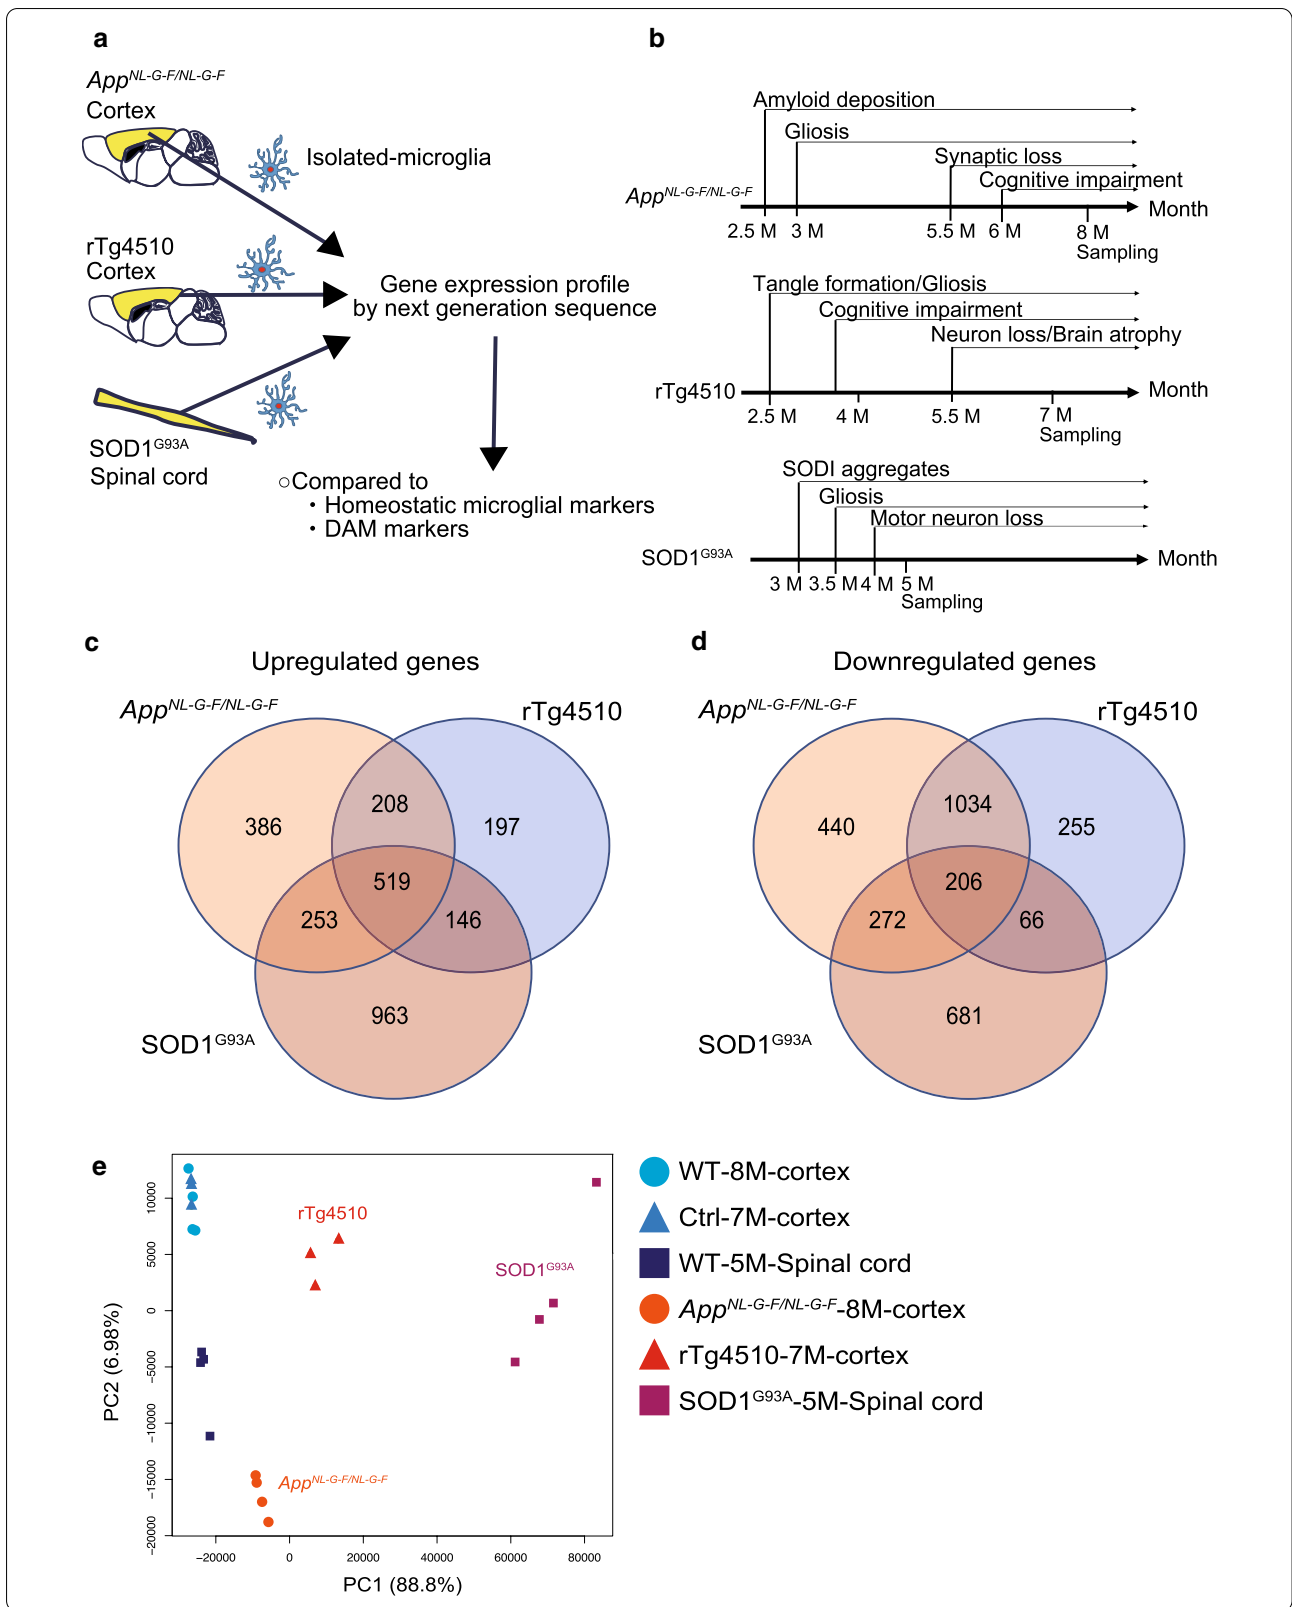 a
App^NL-G-F/NL-G-F
Cortex
Isolated-microglia
rTg4510
Cortex
Gene expression profile
by next generation sequence
SOD1^G93A
Spinal cord
○Compared to
・Homeostatic microglial markers
・DAM markers
b
Amyloid deposition
Gliosis
Synaptic loss
Cognitive impairment
App^NL-G-F/NL-G-F
Month
2.5 M 3 M 5.5 M 6 M 8 M
Sampling
Tangle formation/Gliosis
Cognitive impairment
Neuron loss/Brain atrophy
rTg4510
Month
2.5 M 4 M 5.5 M 7 M
Sampling
SODI aggregates
Gliosis
Motor neuron loss
SOD1^G93A
Month
3 M 3.5 M 4 M 5 M
Sampling
c
Upregulated genes
App^NL-G-F/NL-G-F
rTg4510
208
386
197
519
253
146
963
SOD1^G93A
d
Downregulated genes
App^NL-G-F/NL-G-F
rTg4510
1034
440
255
206
272
66
681
SOD1^G93A
e
PC2 (6.98%)
10000
5000
0
−5000
−10000
−15000
−20000
rTg4510
SOD1^G93A
App^NL-G-F/NL-G-F
−20000 0 20000 40000 60000 80000
PC1 (88.8%)
WT-8M-cortex
Ctrl-7M-cortex
WT-5M-Spinal cord
App^NL-G-F/NL-G-F-8M-cortex
rTg4510-7M-cortex
SOD1^G93A-5M-Spinal cord